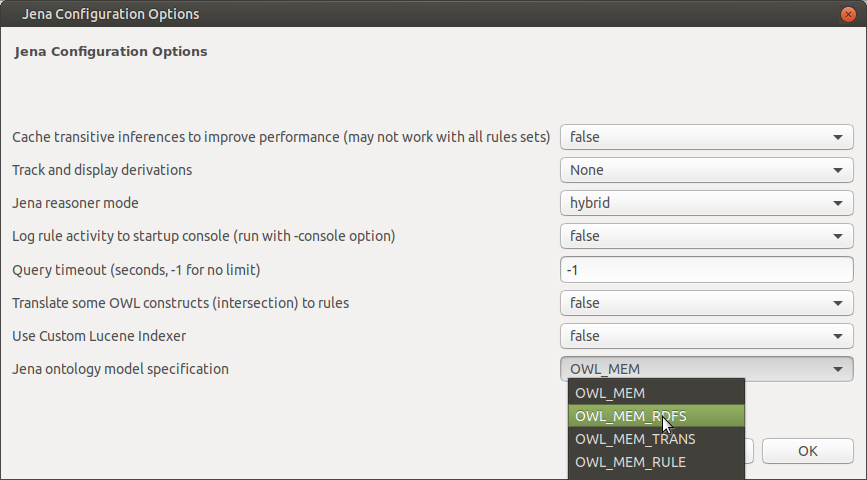 Jena Configuration Options
Jena Configuration Options
Cache transitive inferences to improve performance (may not work with all rules sets) false
Track and display derivations None
Jena reasoner mode hybrid
Log rule activity to startup console (run with -console option) false
Query timeout (seconds, -1 for no limit) -1
Translate some OWL constructs (intersection) to rules false
Use Custom Lucene Indexer false
Jena ontology model specification OWL_MEM
OWL_MEM
OWL_MEM_RDFS
OWL_MEM_TRANS
OWL_MEM_RULE
OK